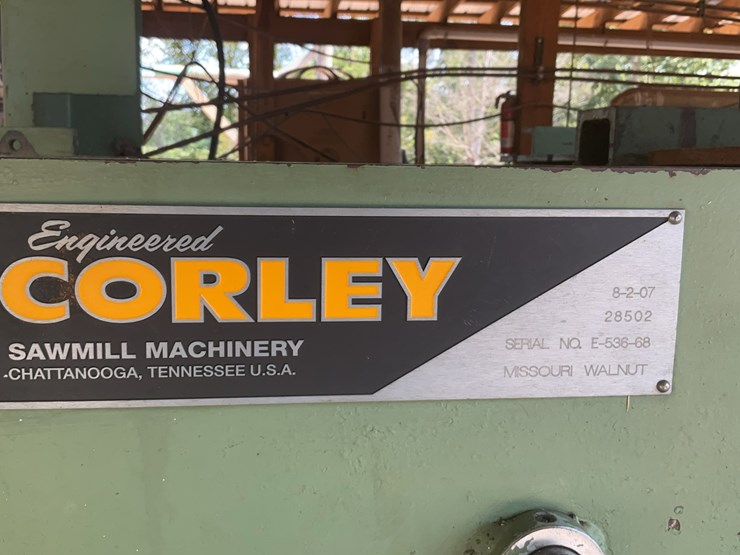 Engineered
CORLEY
SAWMILL MACHINERY
CHATTANOOGA, TENNESSEE U.S.A.
8-2-07
28502
SERIAL NO. E-536-68
MISSOURI WALNUT